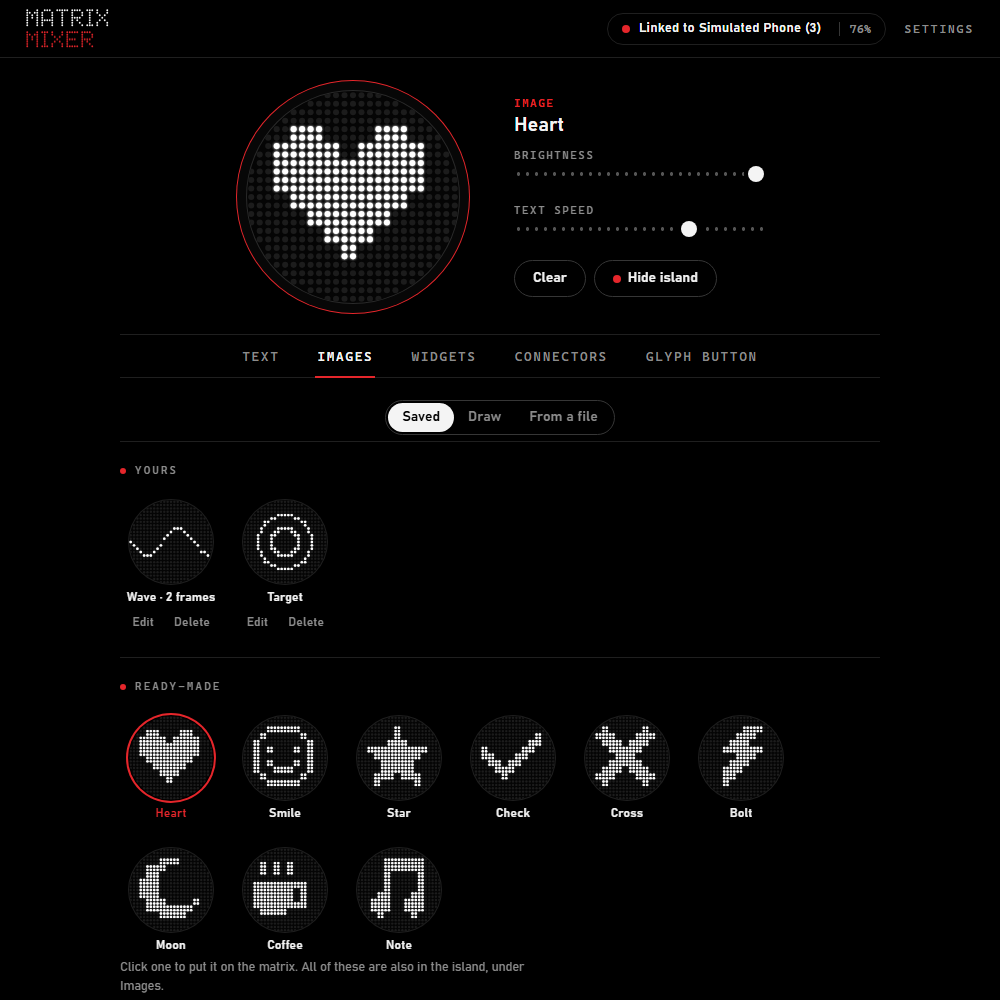 MATRIX
MIXER
Linked to Simulated Phone (3) 76% SETTINGS
IMAGE
Heart
BRIGHTNESS
TEXT SPEED
Clear Hide island
TEXT IMAGES WIDGETS CONNECTORS GLYPH BUTTON
Saved Draw From a file
YOURS
Wave · 2 frames Target
Edit Delete Edit Delete
READY-MADE
Heart Smile Star Check Cross Bolt
Moon Coffee Note
Click one to put it on the matrix. All of these are also in the island, under
Images.